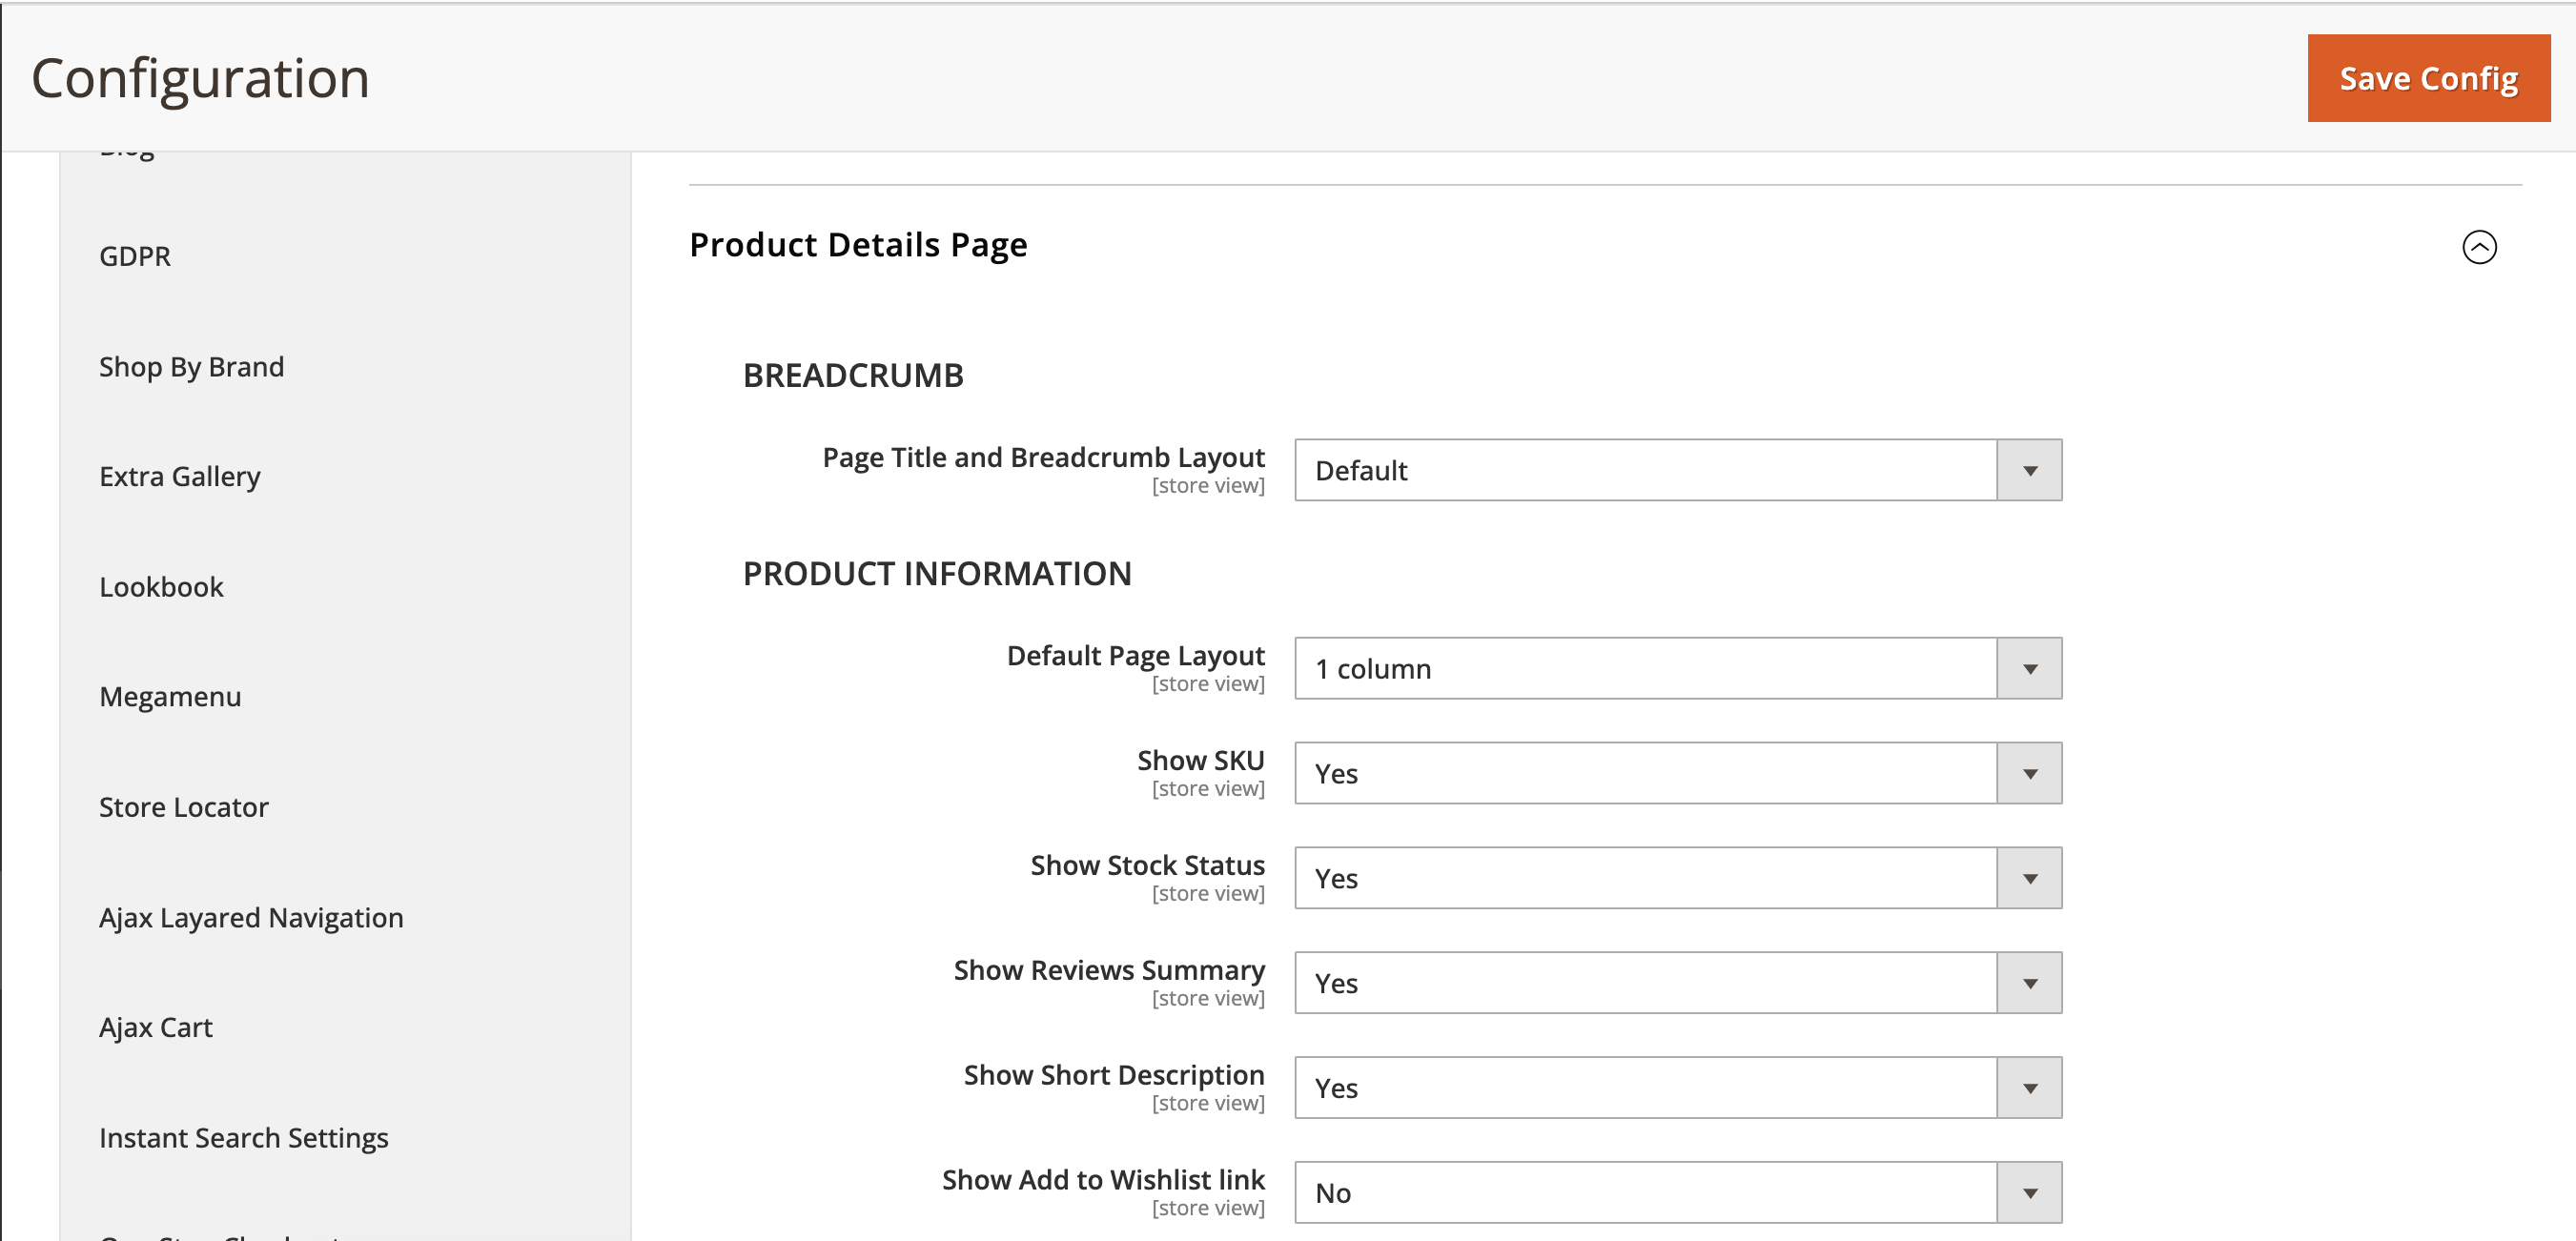 Configuration
Save Config
Blog
GDPR
Shop By Brand
Extra Gallery
Lookbook
Megamenu
Store Locator
Ajax Layared Navigation
Ajax Cart
Instant Search Settings
Product Details Page
BREADCRUMB
Page Title and Breadcrumb Layout
[store view]
Default
PRODUCT INFORMATION
Default Page Layout
[store view]
1 column
Show SKU
[store view]
Yes
Show Stock Status
[store view]
Yes
Show Reviews Summary
[store view]
Yes
Show Short Description
[store view]
Yes
Show Add to Wishlist link
[store view]
No